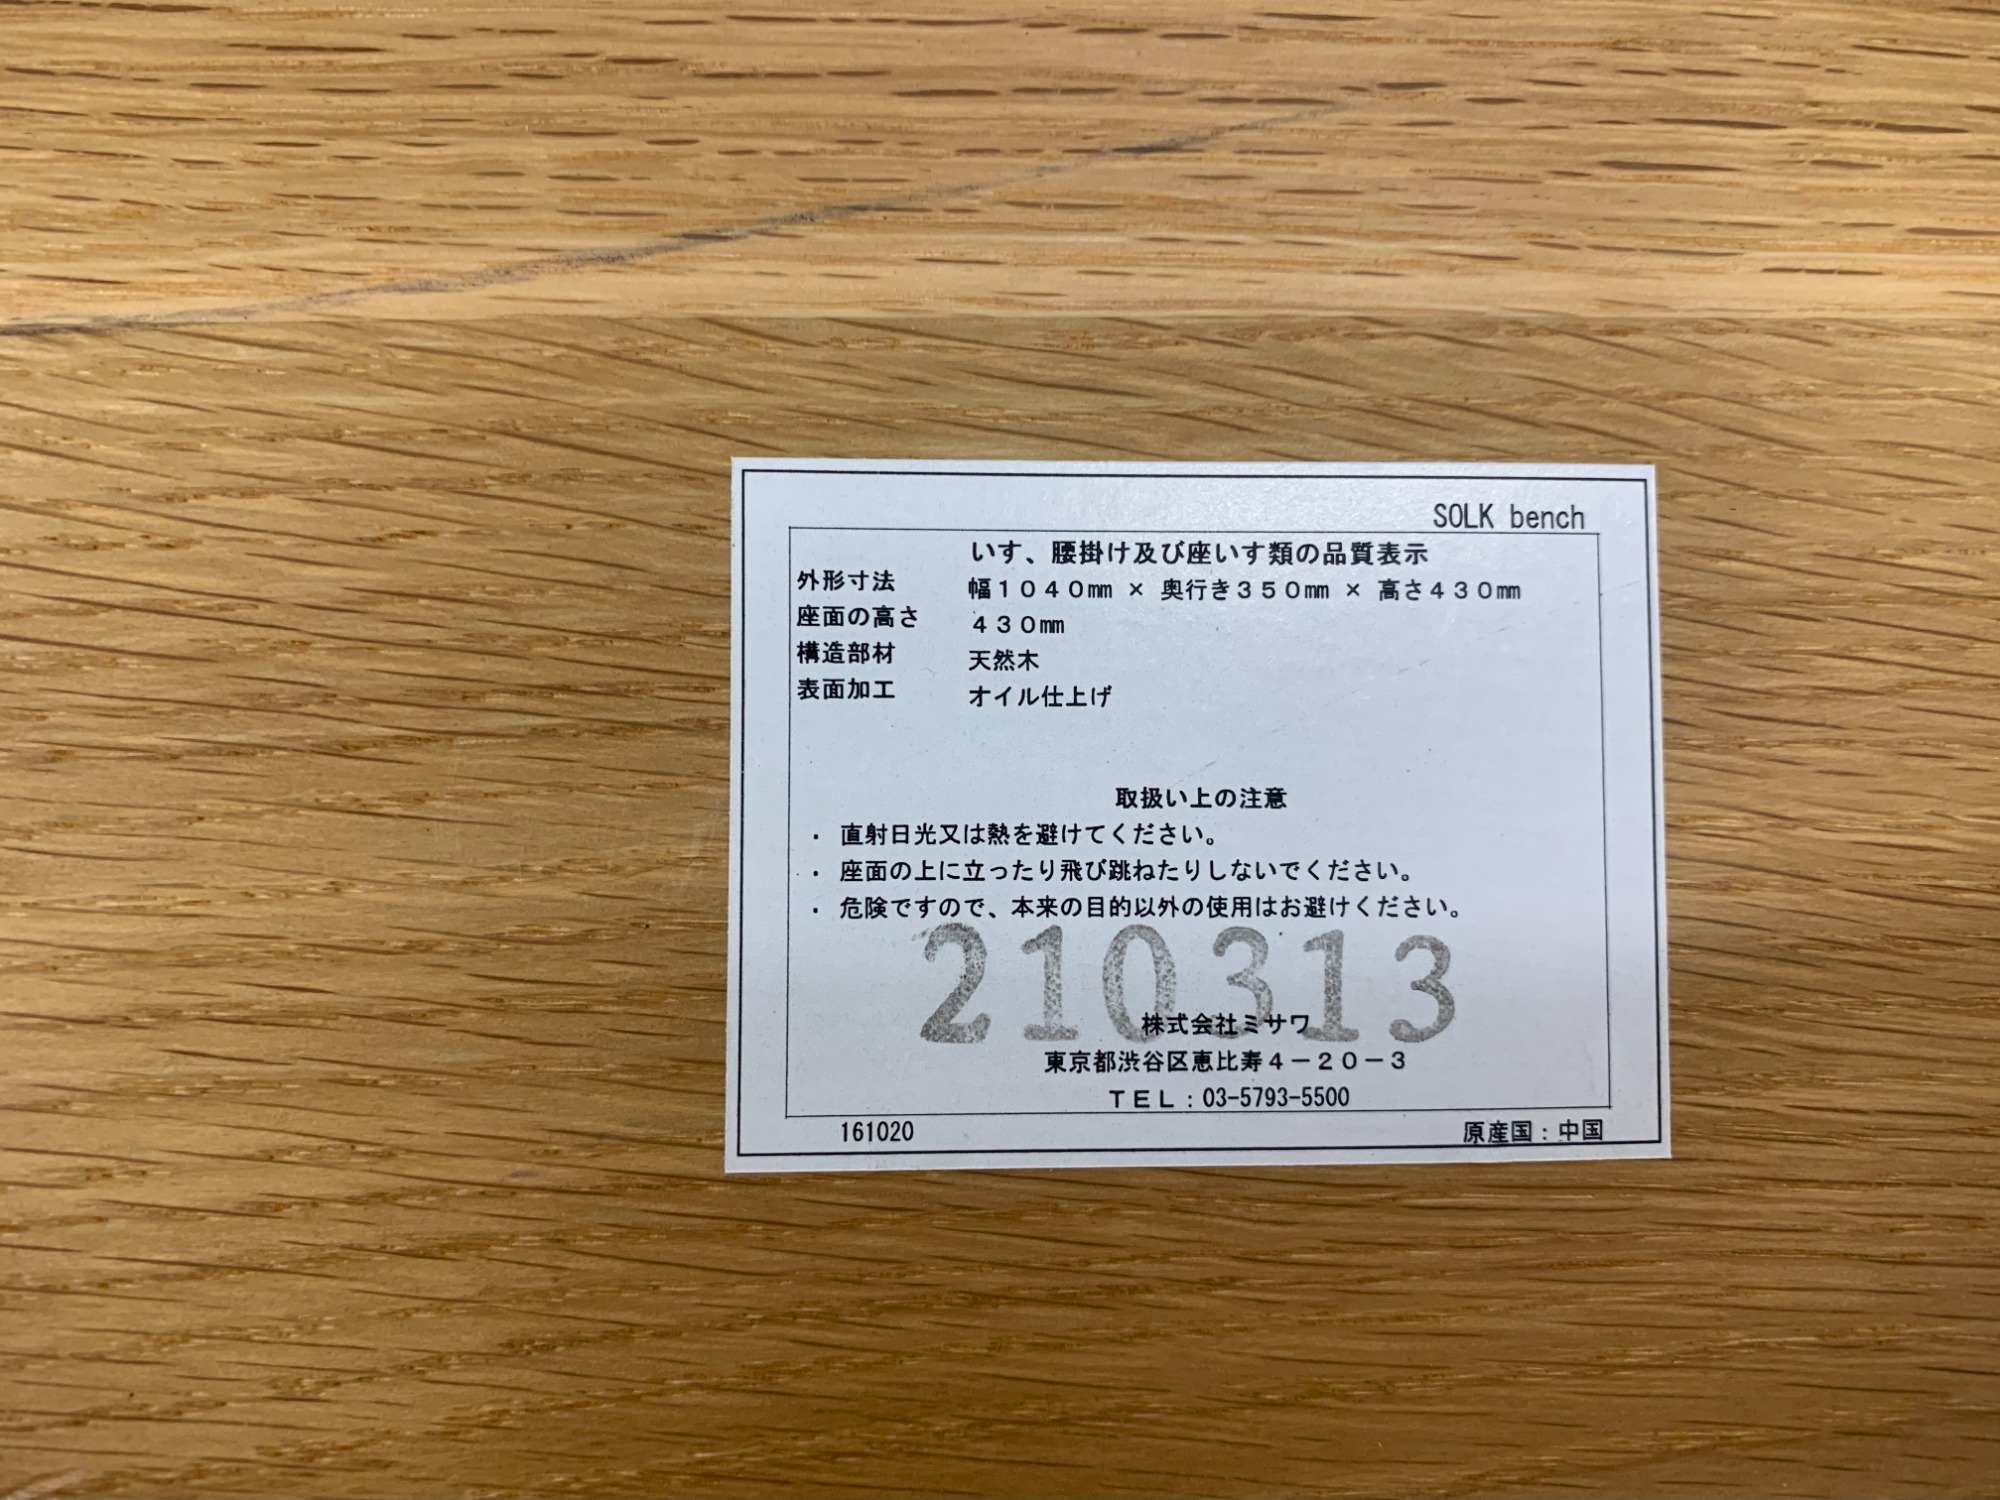 SOLK bench
いす、腰掛け及び座いす類の品質表示
外形寸法 幅１０４０㎜ × 奥行き３５０㎜ × 高さ４３０㎜
座面の高さ ４３０㎜
構造部材 天然木
表面加工 オイル仕上げ
取扱い上の注意
・ 直射日光又は熱を避けてください。
・ 座面の上に立ったり飛び跳ねたりしないでください。
・ 危険ですので、本来の目的以外の使用はお避けください。
210313
株式会社ミサワ
東京都渋谷区恵比寿４－２０－３
ＴＥＬ：03-5793-5500
161020 原産国：中国